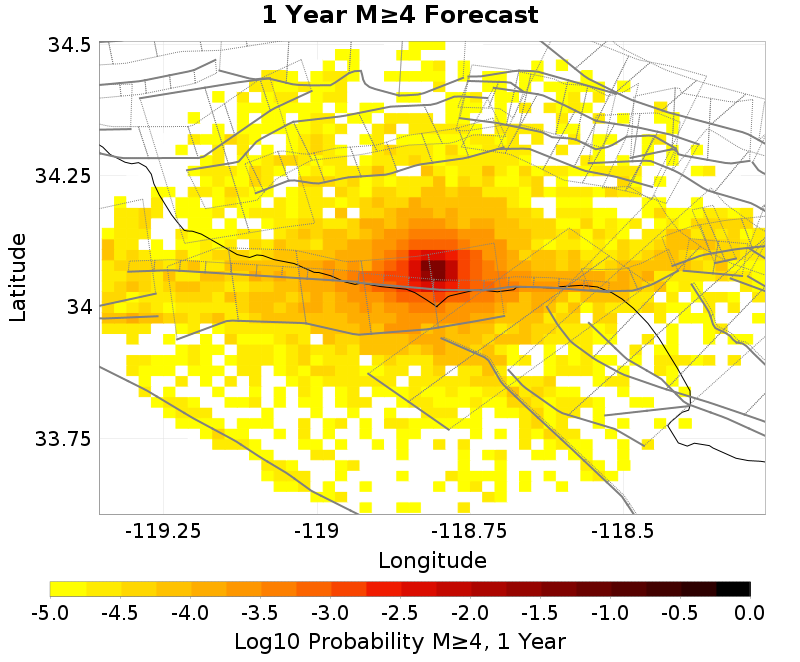 1 Year M≥4 Forecast
34.5
34.25
34
33.75
Latitude
-119.25 -119 -118.75 -118.5
Longitude
-5.0 -4.5 -4.0 -3.5 -3.0 -2.5 -2.0 -1.5 -1.0 -0.5 0.0
Log10 Probability M≥4, 1 Year